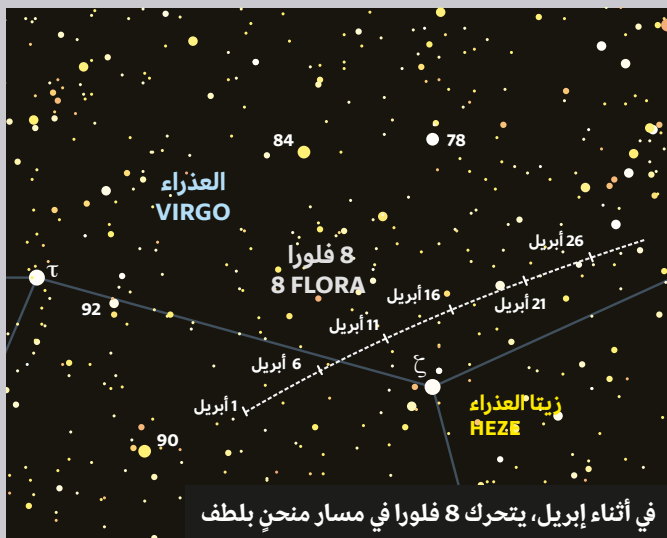 84
78
العذراء
VIRGO
26 أبريل
8 فلورا
8 FLORA
τ
16 أبريل
21 أبريل
92
11 أبريل
6 أبريل
ζ
زيتا العذراء
HEZE
1 أبريل
90
في أثناء إبريل، يتحرك 8 فلورا في مسار منحنٍ بلطف